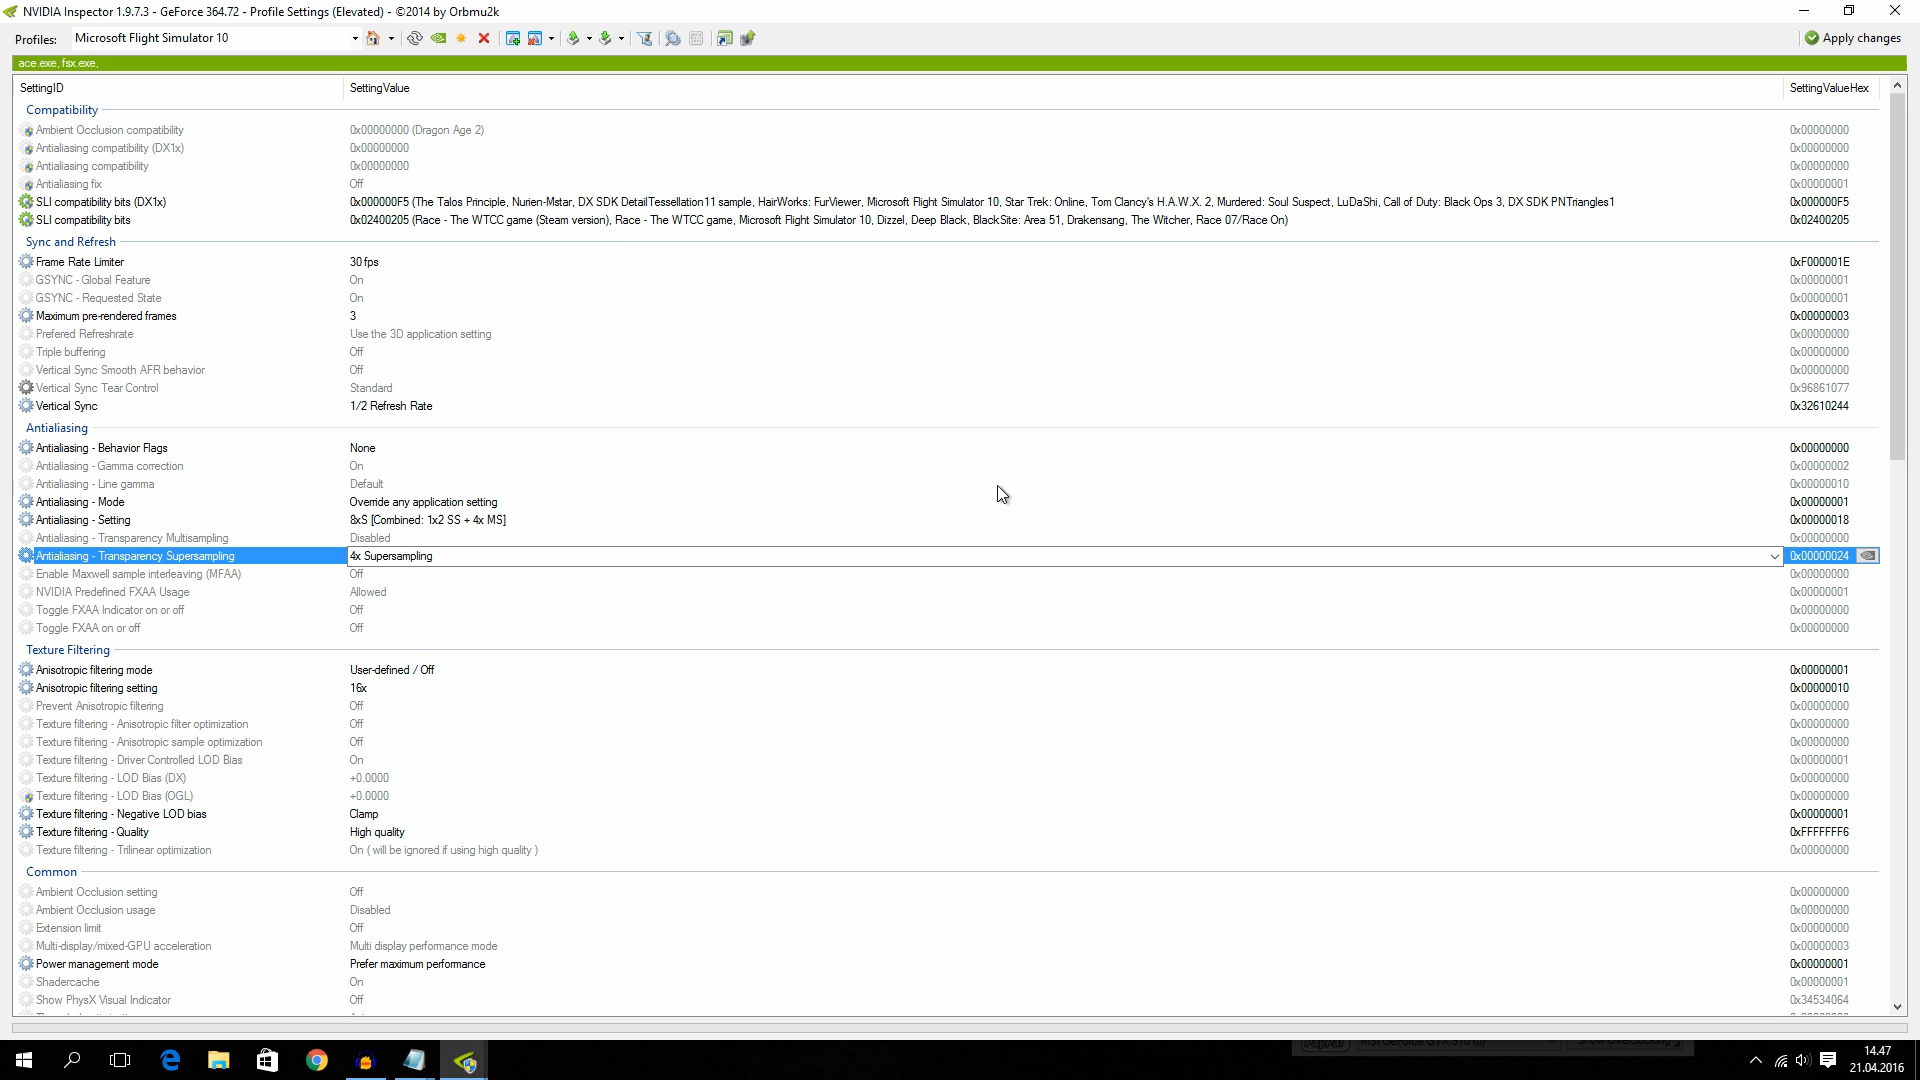 NVIDIA Inspector 1.9.7.3 - GeForce 364.72 - Profile Settings (Elevated) - ©2014 by Orbmu2k
Profiles: Microsoft Flight Simulator 10 Apply changes
ace.exe, fsx.exe,
SettingID SettingValue SettingValueHex
Compatibility
Ambient Occlusion compatibility 0x00000000 (Dragon Age 2) 0x00000000
Antialiasing compatibility (DX1x) 0x00000000 0x00000000
Antialiasing compatibility 0x00000000 0x00000000
Antialiasing fix Off 0x00000001
SLI compatibility bits (DX1x) 0x000000F5 (The Talos Principle, Nurien-Mstar, DX SDK DetailTessellation11 sample, HairWorks: FurViewer, Microsoft Flight Simulator 10, Star Trek: Online, Tom Clancy's H.A.W.X. 2, Murdered: Soul Suspect, LuDaShi, Call of Duty: Black Ops 3, DX SDK PNTriangles1 0x000000F5
SLI compatibility bits 0x02400205 (Race - The WTCC game (Steam version), Race - The WTCC game, Microsoft Flight Simulator 10, Dizzel, Deep Black, BlackSite: Area 51, Drakensang, The Witcher, Race 07/Race On) 0x02400205
Sync and Refresh
Frame Rate Limiter 30 fps 0xF000001E
GSYNC - Global Feature On 0x00000001
GSYNC - Requested State On 0x00000001
Maximum pre-rendered frames 3 0x00000003
Prefered Refreshrate Use the 3D application setting 0x00000000
Triple buffering Off 0x00000000
Vertical Sync Smooth AFR behavior Off 0x00000000
Vertical Sync Tear Control Standard 0x96861077
Vertical Sync 1/2 Refresh Rate 0x32610244
Antialiasing
Antialiasing - Behavior Flags None 0x00000000
Antialiasing - Gamma correction On 0x00000002
Antialiasing - Line gamma Default 0x00000010
Antialiasing - Mode Override any application setting 0x00000001
Antialiasing - Setting 8xS [Combined: 1x2 SS + 4x MS] 0x00000018
Antialiasing - Transparency Multisampling Disabled 0x00000000
Antialiasing - Transparency Supersampling 4x Supersampling 0x00000024
Enable Maxwell sample interleaving (MFAA) Off 0x00000000
NVIDIA Predefined FXAA Usage Allowed 0x00000001
Toggle FXAA Indicator on or off Off 0x00000000
Toggle FXAA on or off Off 0x00000000
Texture Filtering
Anisotropic filtering mode User-defined / Off 0x00000001
Anisotropic filtering setting 16x 0x00000010
Prevent Anisotropic filtering Off 0x00000000
Texture filtering - Anisotropic filter optimization Off 0x00000000
Texture filtering - Anisotropic sample optimization Off 0x00000000
Texture filtering - Driver Controlled LOD Bias On 0x00000001
Texture filtering - LOD Bias (DX) +0.0000 0x00000000
Texture filtering - LOD Bias (OGL) +0.0000 0x00000000
Texture filtering - Negative LOD bias Clamp 0x00000001
Texture filtering - Quality High quality 0xFFFFFFF6
Texture filtering - Trilinear optimization On ( will be ignored if using high quality ) 0x00000000
Common
Ambient Occlusion setting Off 0x00000000
Ambient Occlusion usage Disabled 0x00000000
Extension limit Off 0x00000000
Multi-display/mixed-GPU acceleration Multi display performance mode 0x00000003
Power management mode Prefer maximum performance 0x00000001
Shadercache On 0x00000001
Show PhysX Visual Indicator Off 0x34534064
14.47
21.04.2016